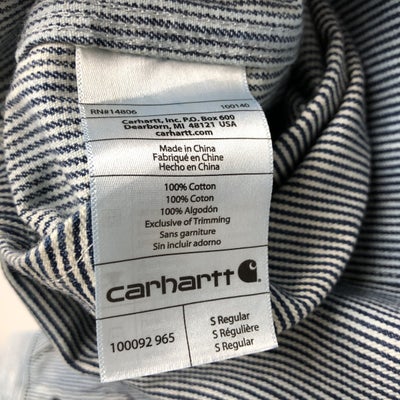 RN#14806 100140
Carhartt, Inc. P.O. Box 600
Dearborn, MI 48121 USA
carhartt.com
Made in China
Fabriqué en Chine
Hecho en China
100% Cotton
100% Coton
100% Algodón
Exclusive of Trimming
Sans garniture
Sin incluir adorno
carhartt
100092 965
S Regular
S Régulière
S Regular